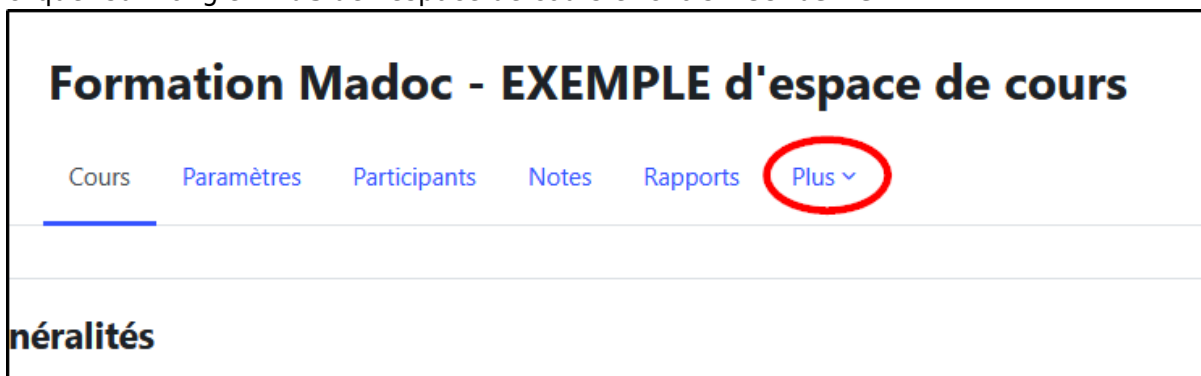 Formation Madoc - EXEMPLE d'espace de cours
Cours Paramètres Participants Notes Rapports Plus
néralités